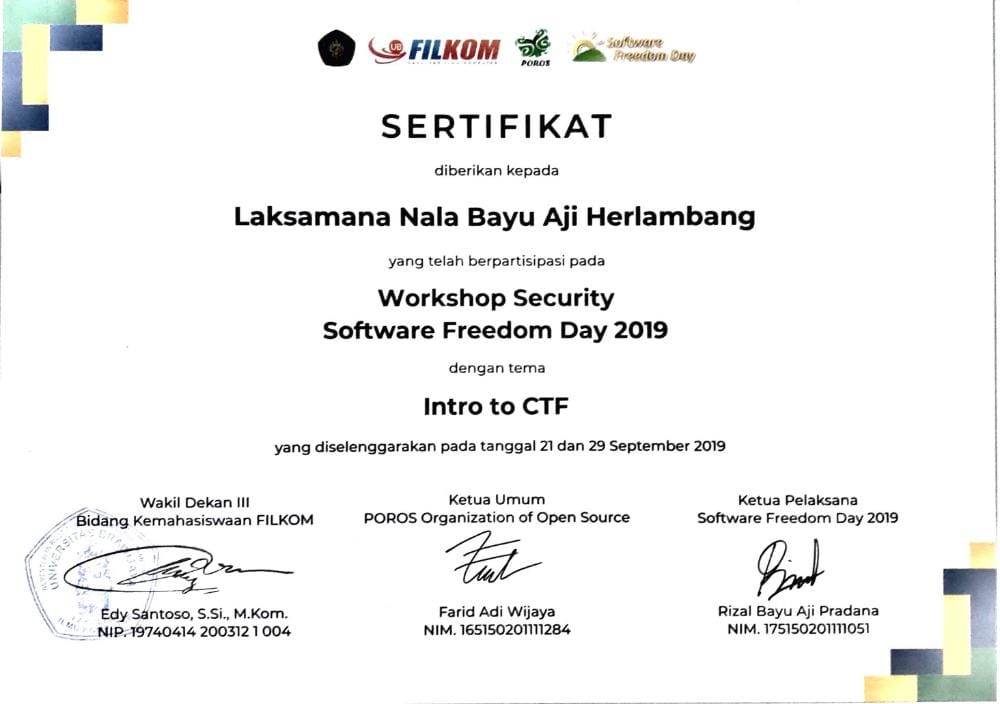 UB FILKOM POROS Software
Freedom Day
SERTIFIKAT
diberikan kepada
Laksamana Nala Bayu Aji Herlambang
yang telah berpartisipasi pada
Workshop Security
Software Freedom Day 2019
dengan tema
Intro to CTF
yang diselenggarakan pada tanggal 21 dan 29 September 2019
Wakil Dekan III
Bidang Kemahasiswaan FILKOM
UNIVERSITAS
Edy Santoso, S.Si., M.Kom.
NIP. 19740414 200312 1 004
Ketua Umum
POROS Organization of Open Source
Farid Adi Wijaya
NIM. 165150201111284
Ketua Pelaksana
Software Freedom Day 2019
Rizal Bayu Aji Pradana
NIM. 175150201111051